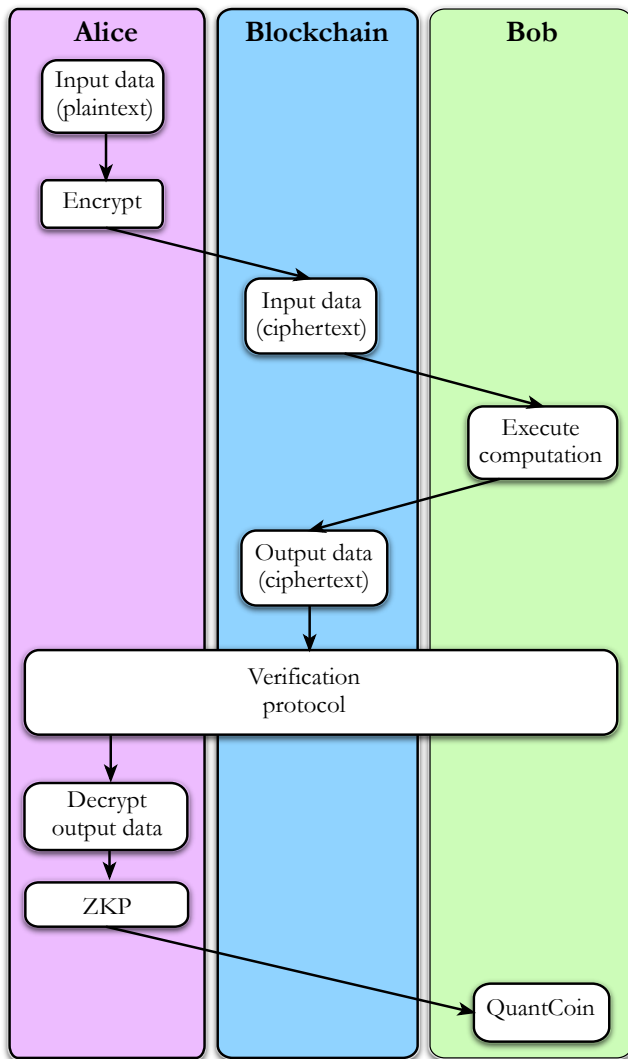 Alice
Blockchain
Bob
Input data
(plaintext)
Encrypt
Input data
(ciphertext)
Execute
computation
Output data
(ciphertext)
Verification
protocol
Decrypt
output data
ZKP
QuantCoin